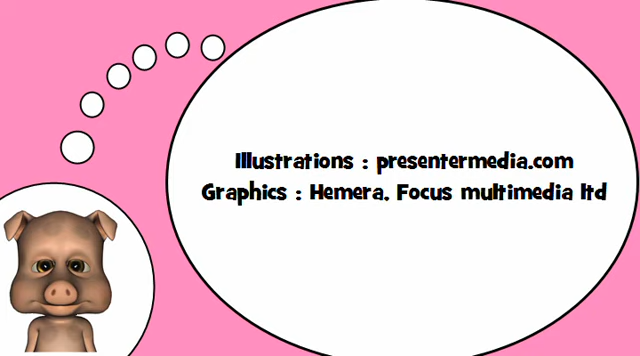 Illustrations : presentermedia.com
Graphics : Hemera, Focus multimedia ltd